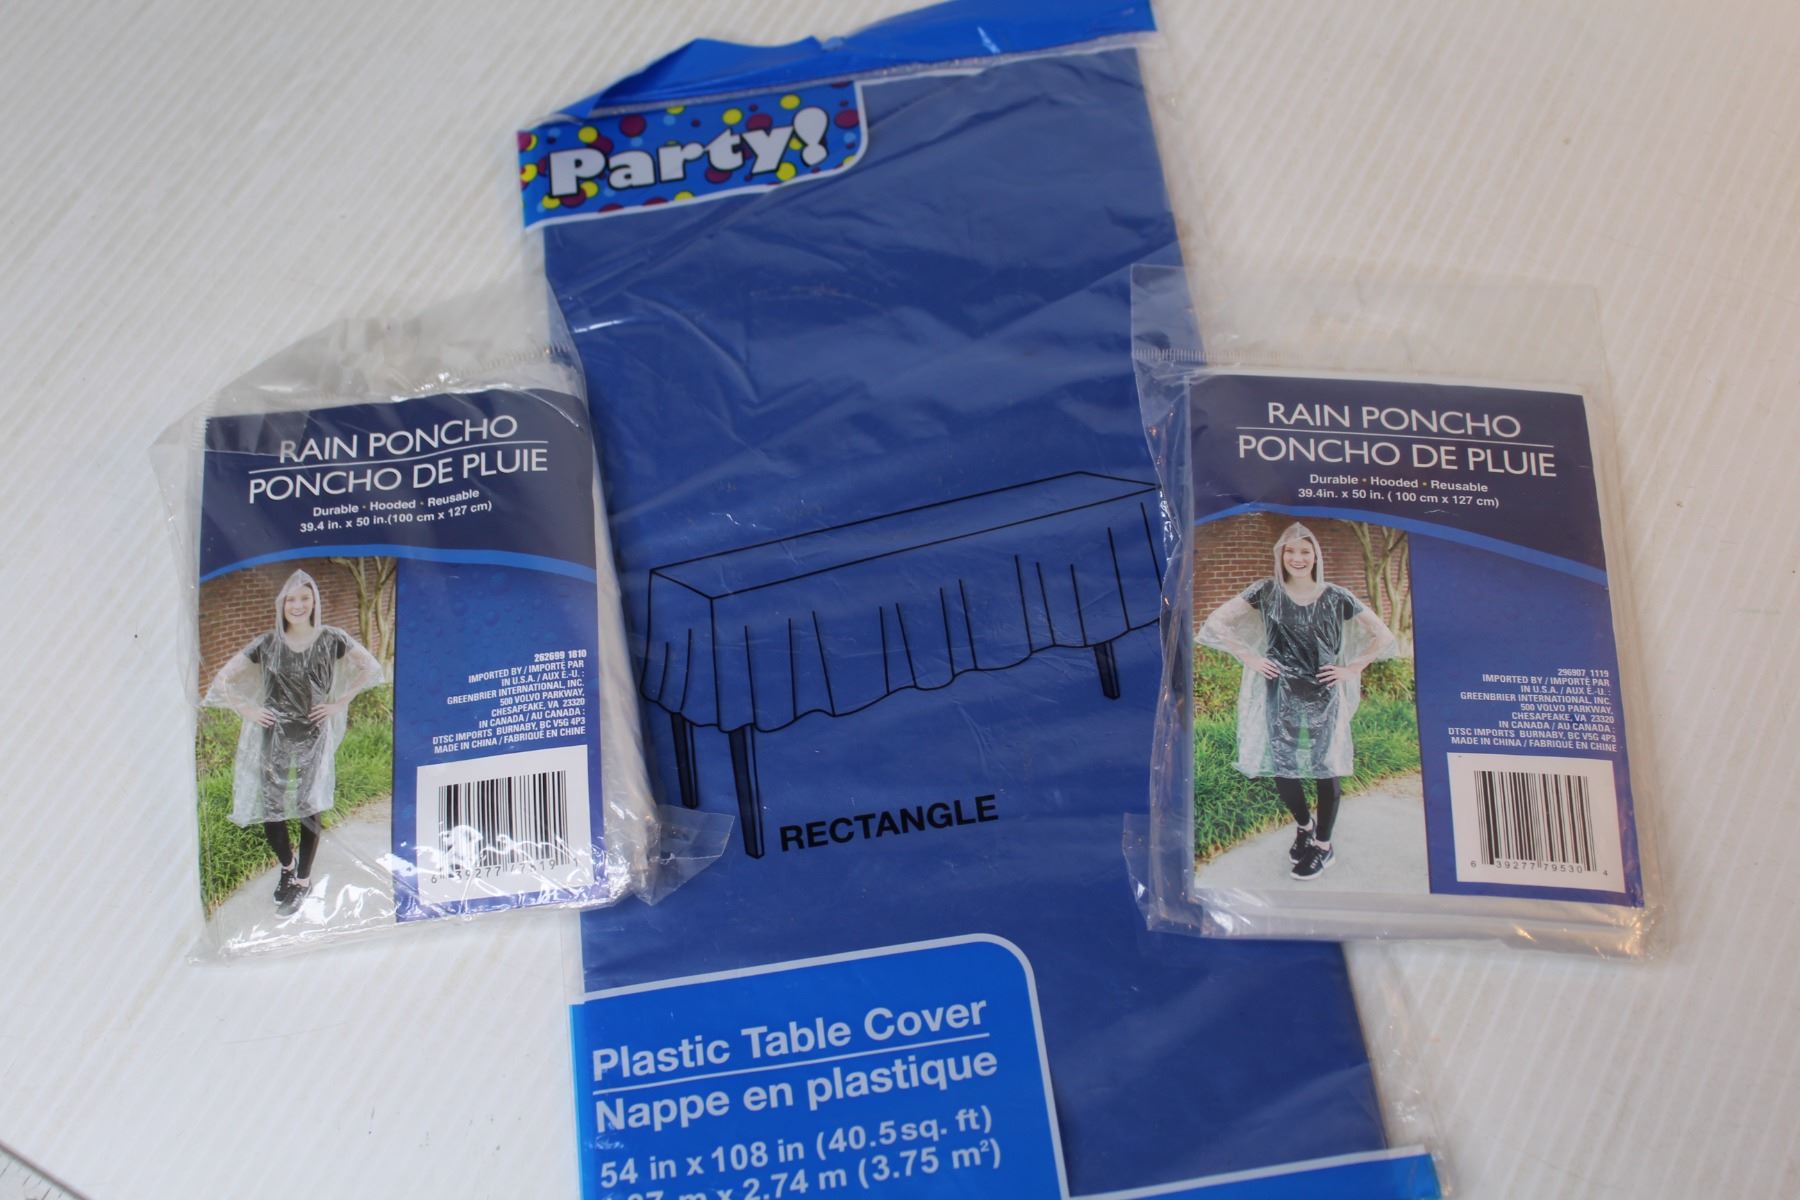 Party!
RAIN PONCHO
PONCHO DE PLUIE
Durable • Hooded • Reusable
39.4 in. x 50 in.(100 cm x 127 cm)
262699 1810
IMPORTED BY / IMPORTÉ PAR
IN U.S.A. / AUX É.-U. :
GREENBRIER INTERNATIONAL, INC.
500 VOLVO PARKWAY,
CHESAPEAKE, VA 23320
IN CANADA / AU CANADA :
DTSC IMPORTS BURNABY, BC V5G 4P3
MADE IN CHINA / FABRIQUÉ EN CHINE
RECTANGLE
Plastic Table Cover
Nappe en plastique
54 in x 108 in (40.5 sq. ft)
m x 2.74 m (3.75 m²)
RAIN PONCHO
PONCHO DE PLUIE
Durable • Hooded • Reusable
39.4in. x 50 in. ( 100 cm x 127 cm)
296907 1119
IMPORTED BY / IMPORTÉ PAR
IN U.S.A. / AUX É.-U. :
GREENBRIER INTERNATIONAL, INC.
500 VOLVO PARKWAY,
CHESAPEAKE, VA 23320
IN CANADA / AU CANADA :
DTSC IMPORTS BURNABY, BC V5G 4P3
MADE IN CHINA / FABRIQUÉ EN CHINE
6 39277 79530 4